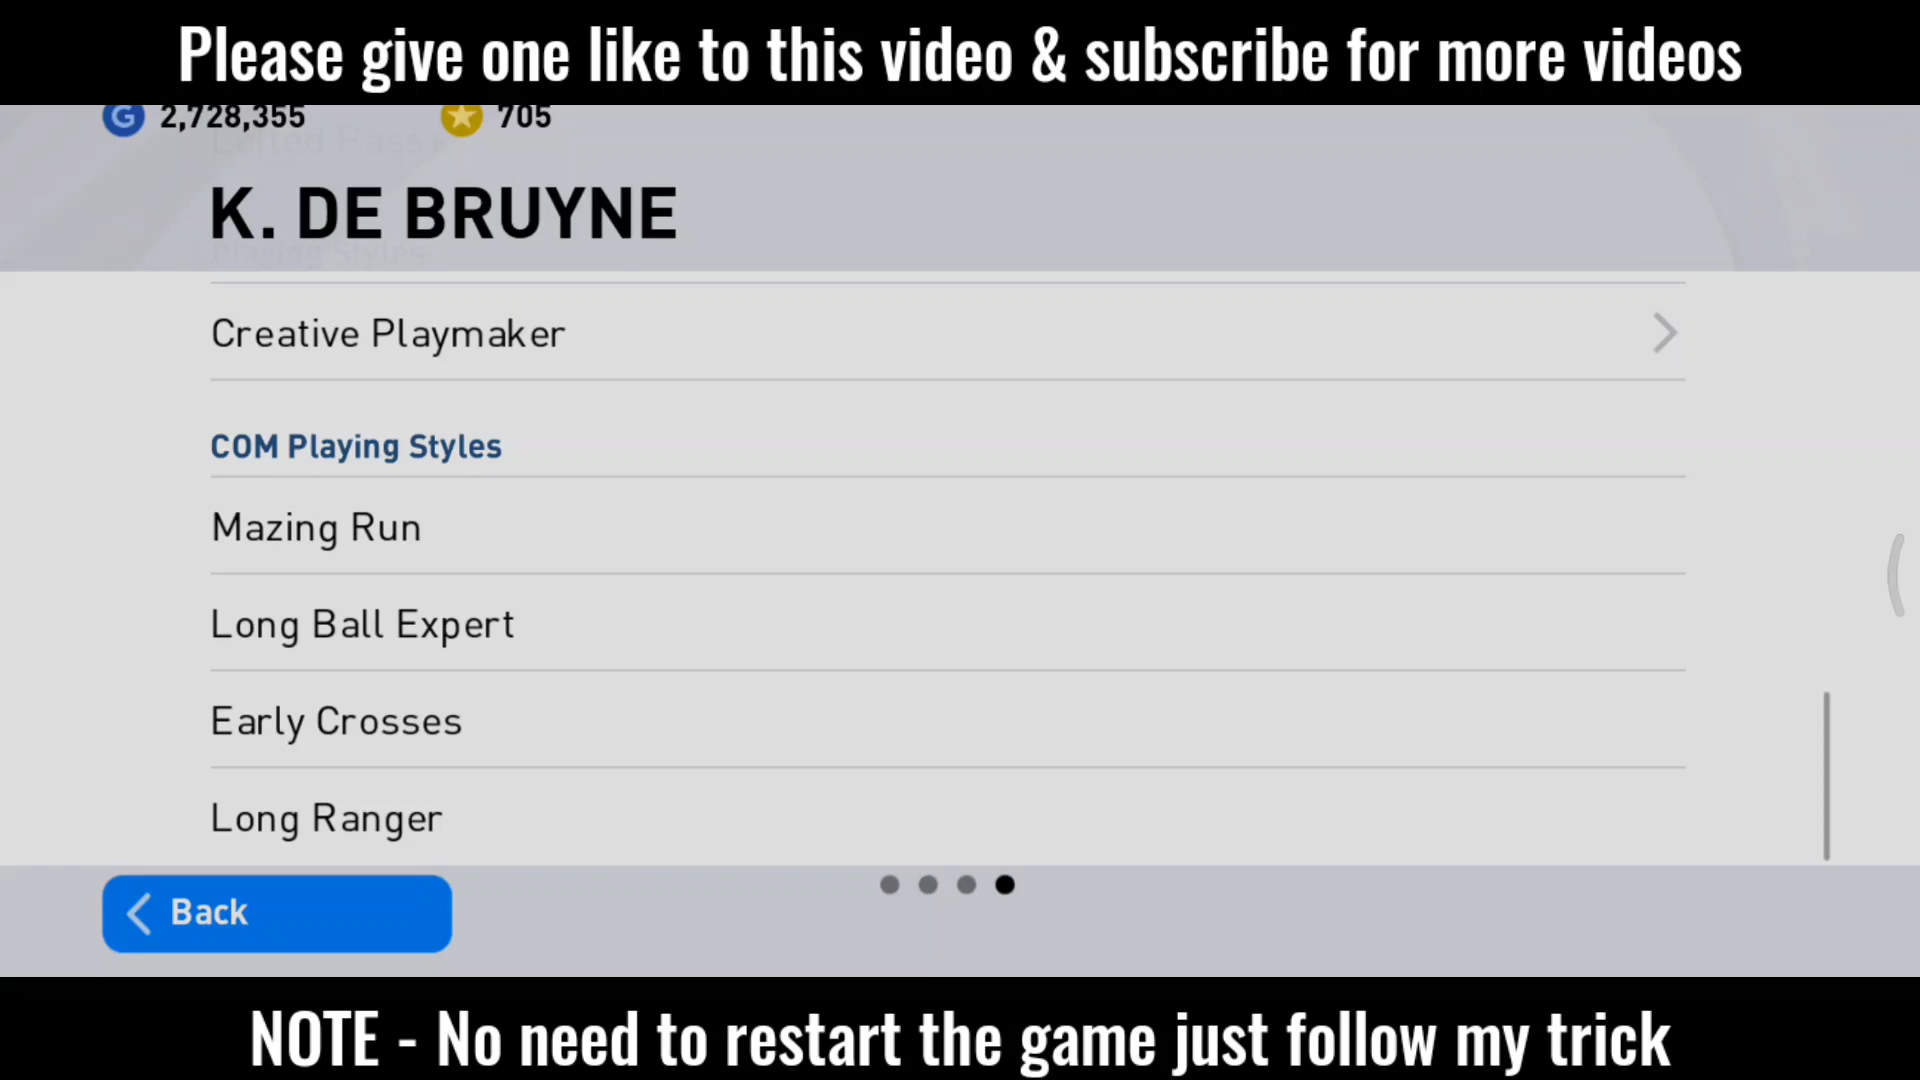 Please give one like to this video & subscribe for more videos
2,728,355 705
K. DE BRUYNE
Playing Styles
Creative Playmaker
COM Playing Styles
Mazing Run
Long Ball Expert
Early Crosses
Long Ranger
Back
NOTE - No need to restart the game just follow my trick